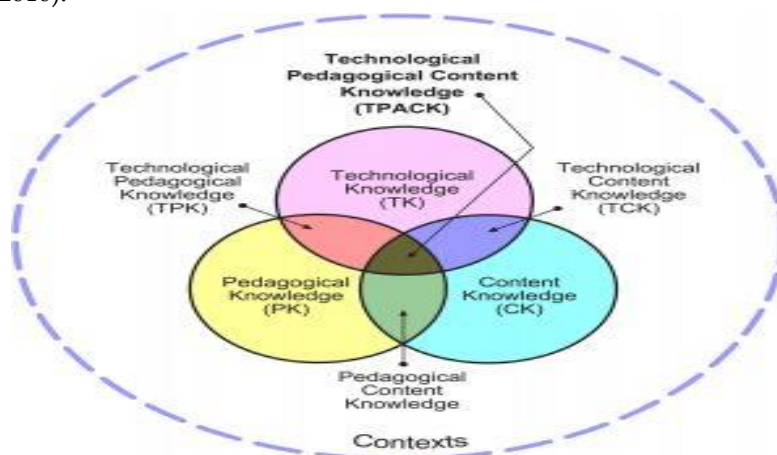 2010).
Technological
Pedagogical Content
Knowledge
(TPACK)
Technological
Pedagogical
Knowledge
(TPK)
Technological
Knowledge
(TK)
Technological
Content
Knowledge
(TCK)
Pedagogical
Knowledge
(PK)
Content
Knowledge
(CK)
Pedagogical
Content
Knowledge
Contexts